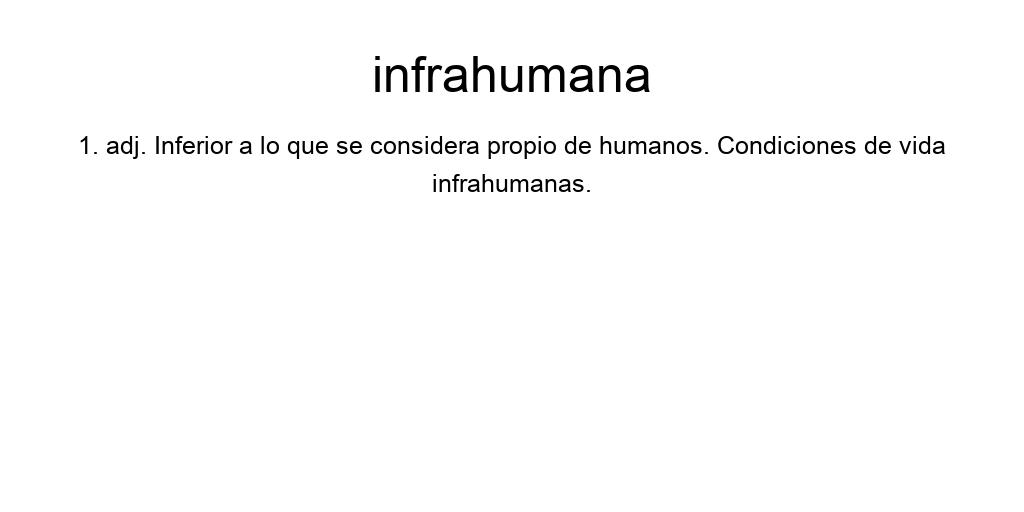 infrahumana
1. adj. Inferior a lo que se considera propio de humanos. Condiciones de vida
infrahumanas.